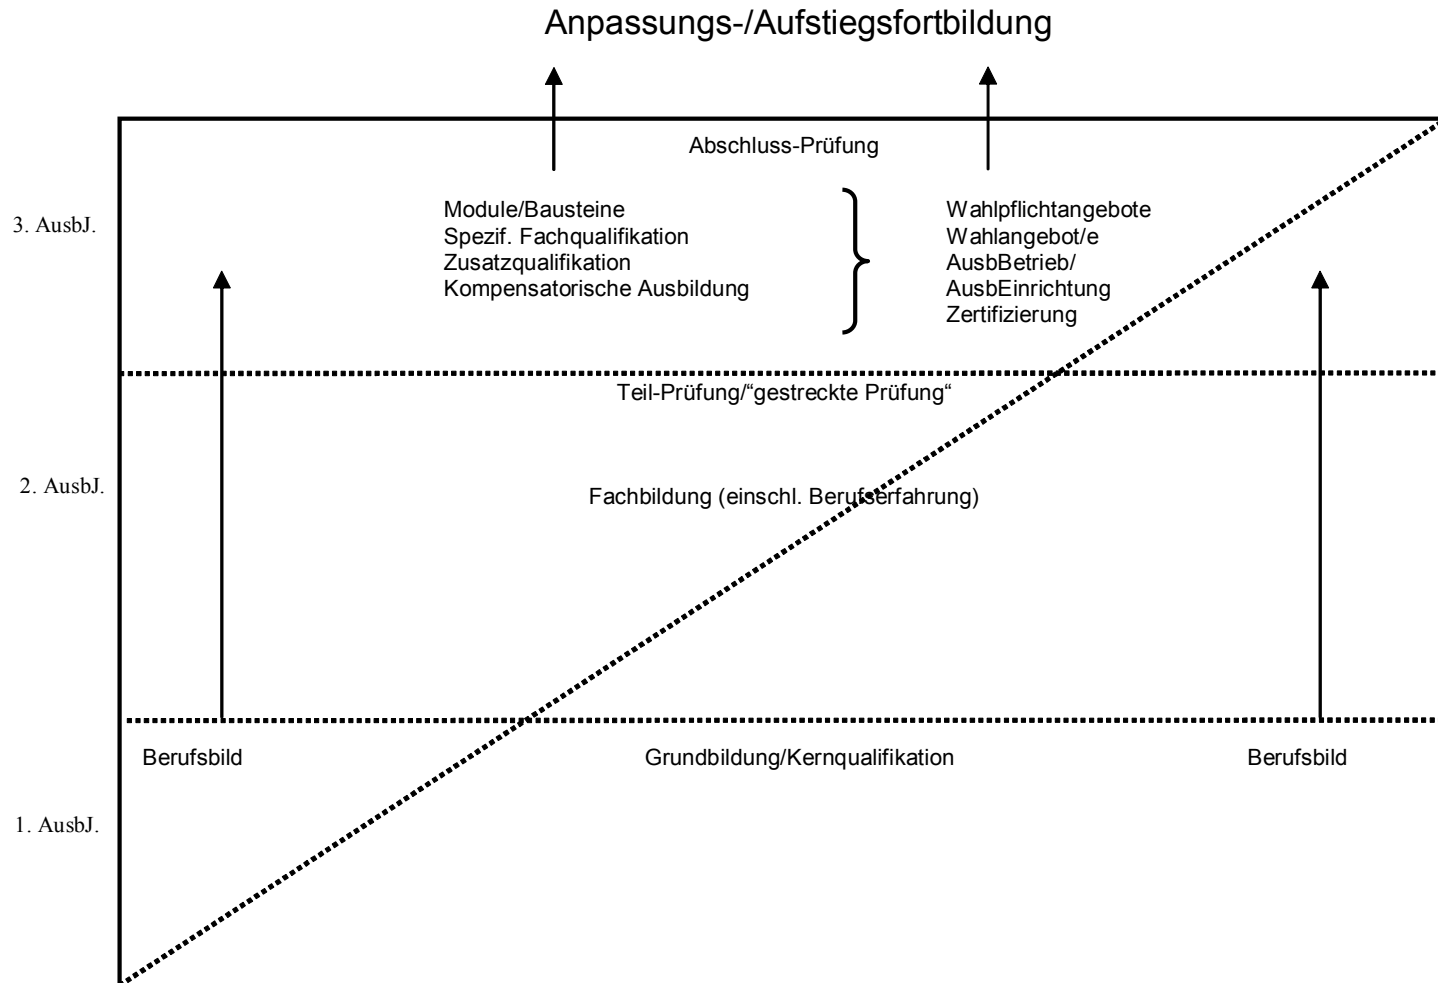 Anpassungs-/Aufstiegsfortbildung
Abschluss-Prüfung
3. AusbJ.
Module/Bausteine
Spezif. Fachqualifikation
Zusatzqualifikation
Kompensatorische Ausbildung
Wahlpflichtangebote
Wahlangebot/e
AusbBetrieb/
AusbEinrichtung
Zertifizierung
Teil-Prüfung/“gestreckte Prüfung“
2. AusbJ.
Fachbildung (einschl. Berufserfahrung)
Berufsbild
Grundbildung/Kernqualifikation
Berufsbild
1. AusbJ.